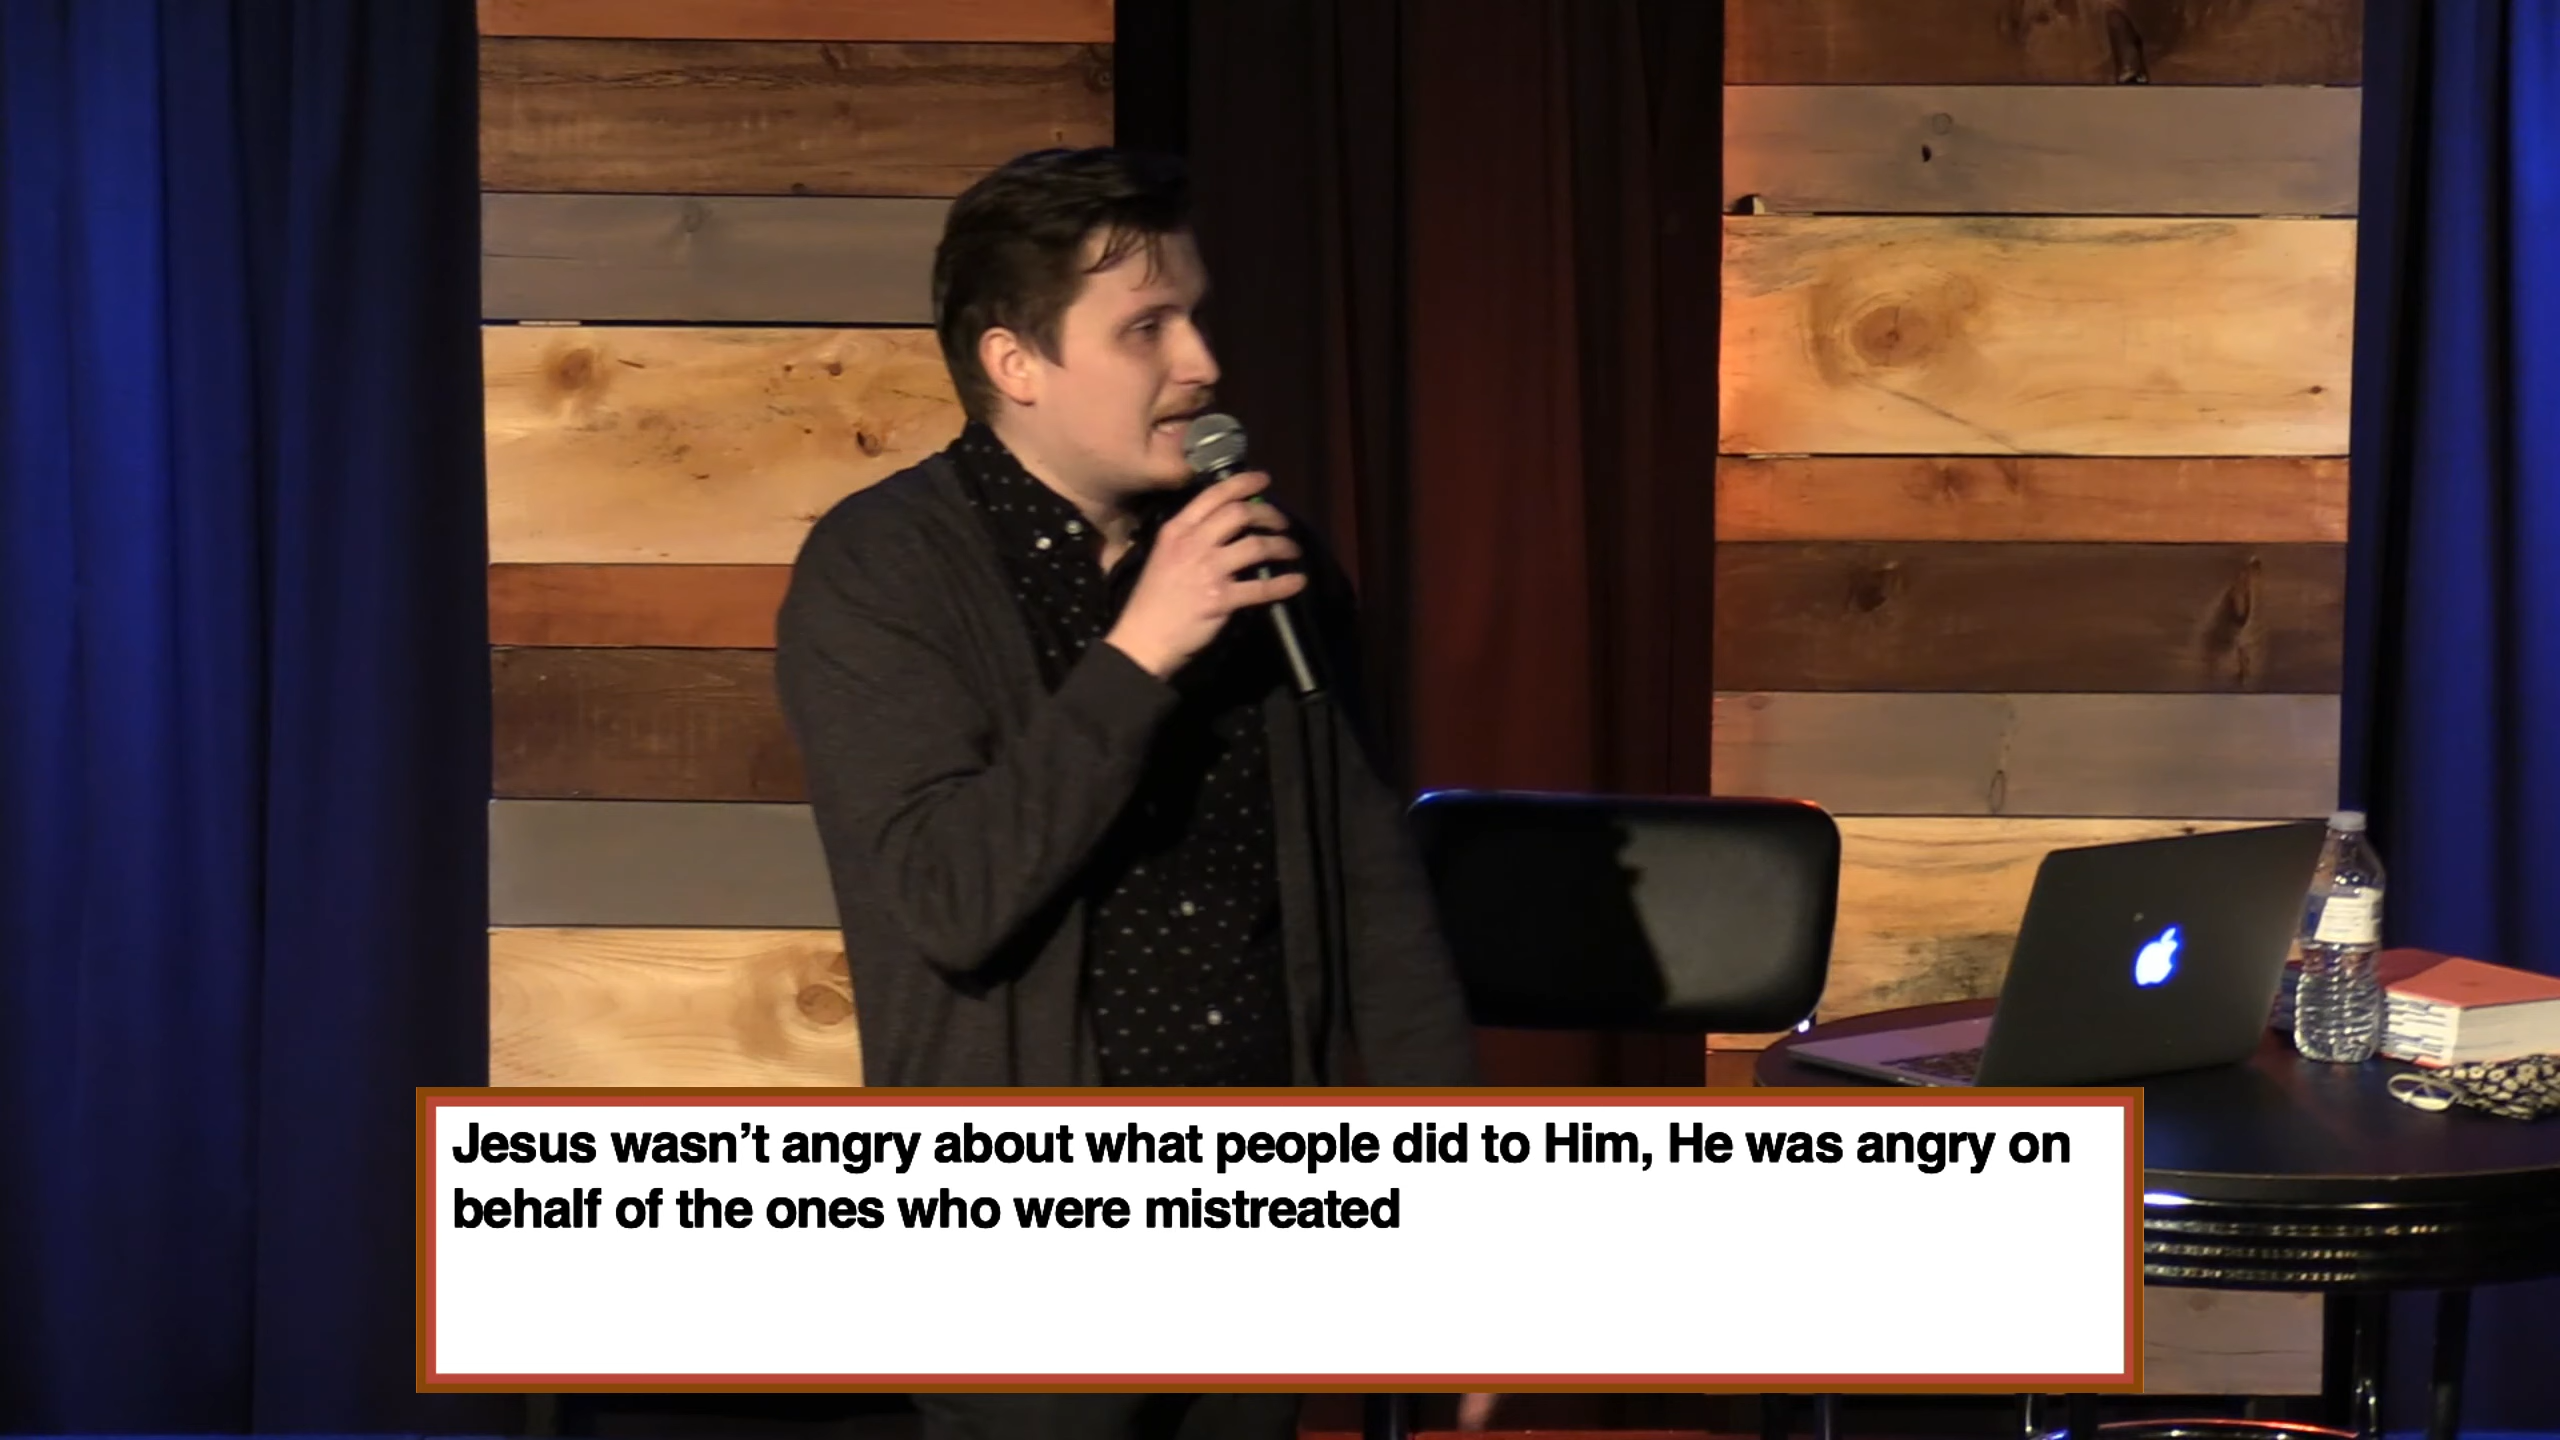 Jesus wasn’t angry about what people did to Him, He was angry on
behalf of the ones who were mistreated